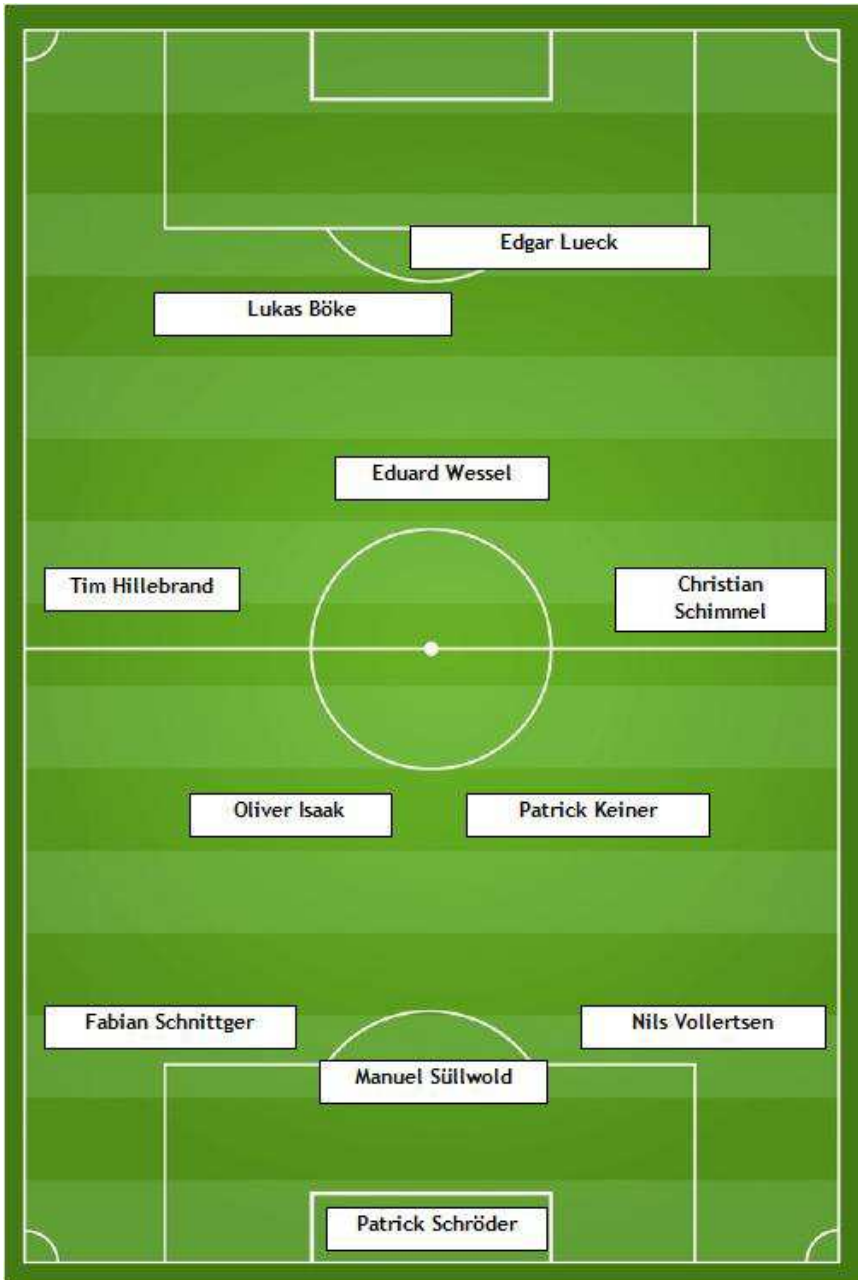 Edgar Lueck
Lukas Böke
Eduard Wessel
Tim Hillebrand
Christian
Schimmel
Oliver Isaak
Patrick Keiner
Fabian Schnittger
Nils Vollertsen
Manuel Süllwold
Patrick Schröder